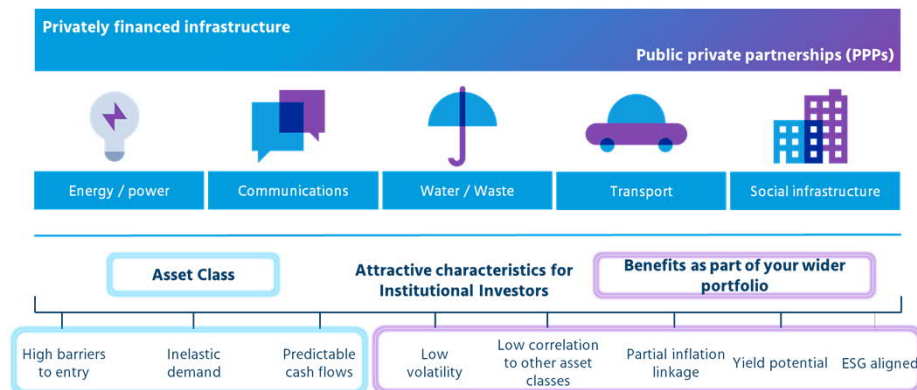 Privately financed infrastructure
Public private partnerships (PPPs)
Energy / power
Communications
Water / Waste
Transport
Social infrastructure
Asset Class
Attractive characteristics for
Institutional Investors
Benefits as part of your wider
portfolio
High barriers
to entry
Inelastic
demand
Predictable
cash flows
Low
volatility
Low correlation
to other asset
classes
Partial inflation
linkage
Yield potential
ESG aligned